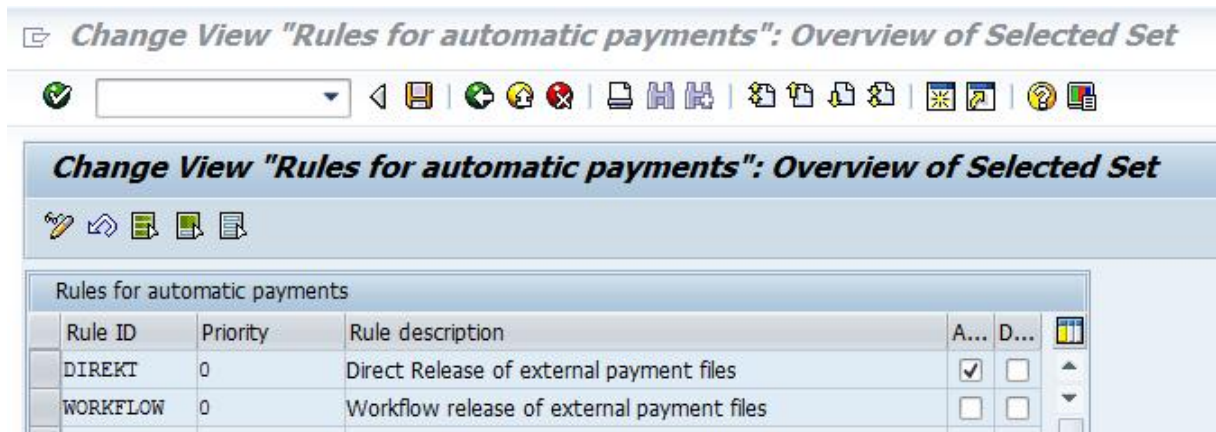 Change View "Rules for automatic payments": Overview of Selected Set
Change View "Rules for automatic payments": Overview of Selected Set
Rules for automatic payments
Rule ID Priority Rule description A... D...
DIREKT 0 Direct Release of external payment files
WORKFLOW 0 Workflow release of external payment files